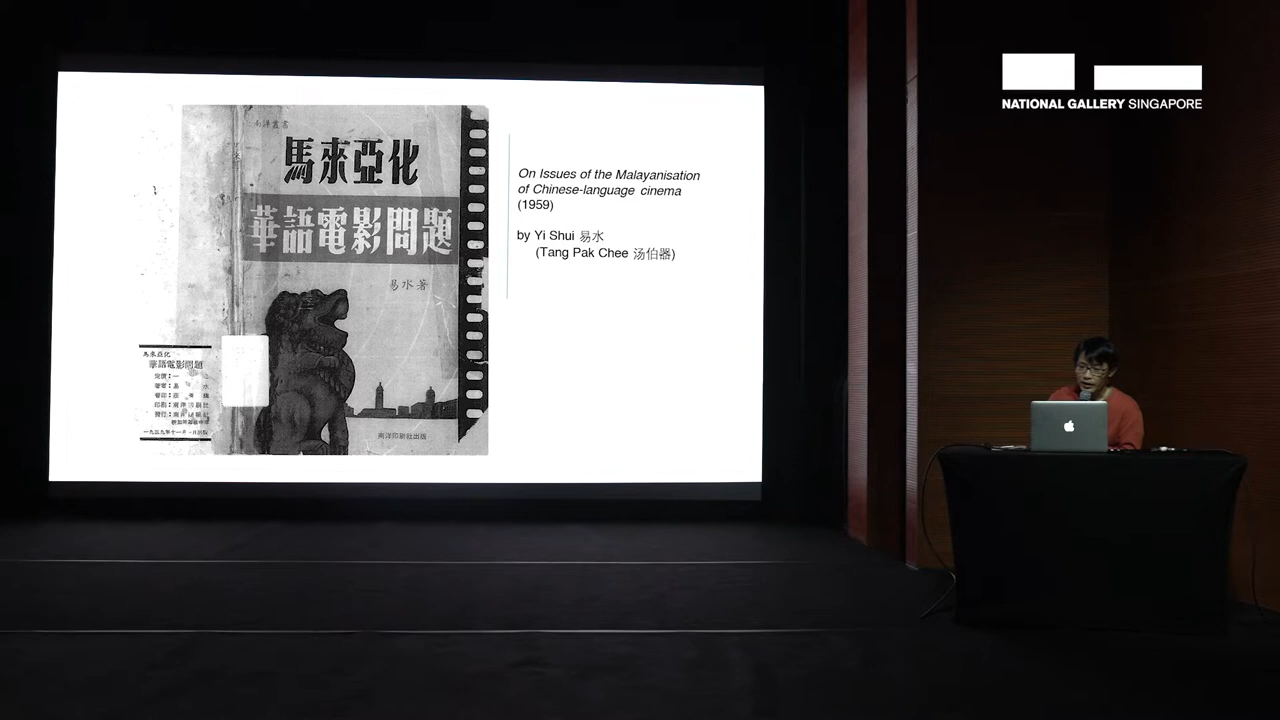 南洋叢書
馬來亞化
華語電影問題
易水著
南洋印刷社出版
馬來亞化
華語電影問題
On Issues of the Malayanisation
of Chinese-language cinema
(1959)
by Yi Shui 易水
(Tang Pak Chee 汤伯器)
NATIONAL GALLERY SINGAPORE